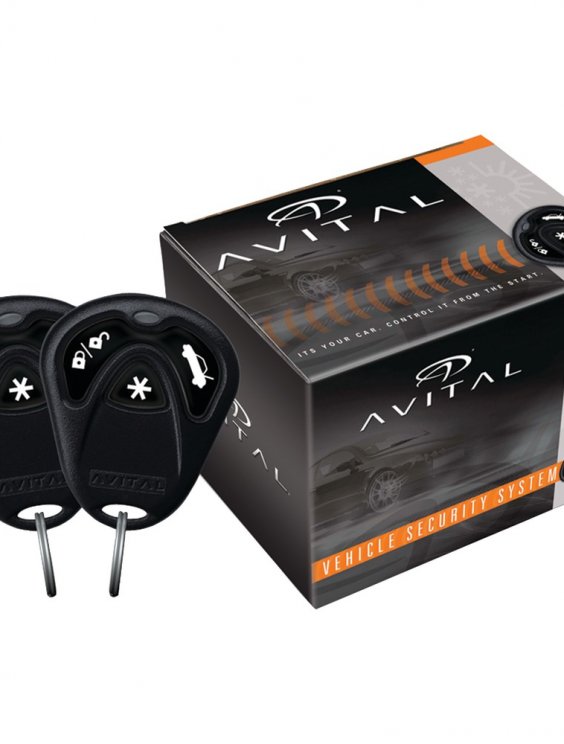 AVITAL
ITS YOUR CAR. CONTROL IT FROM THE START.
AVITAL
VEHICLE SECURITY SYSTEM
AVITAL
AVITAL